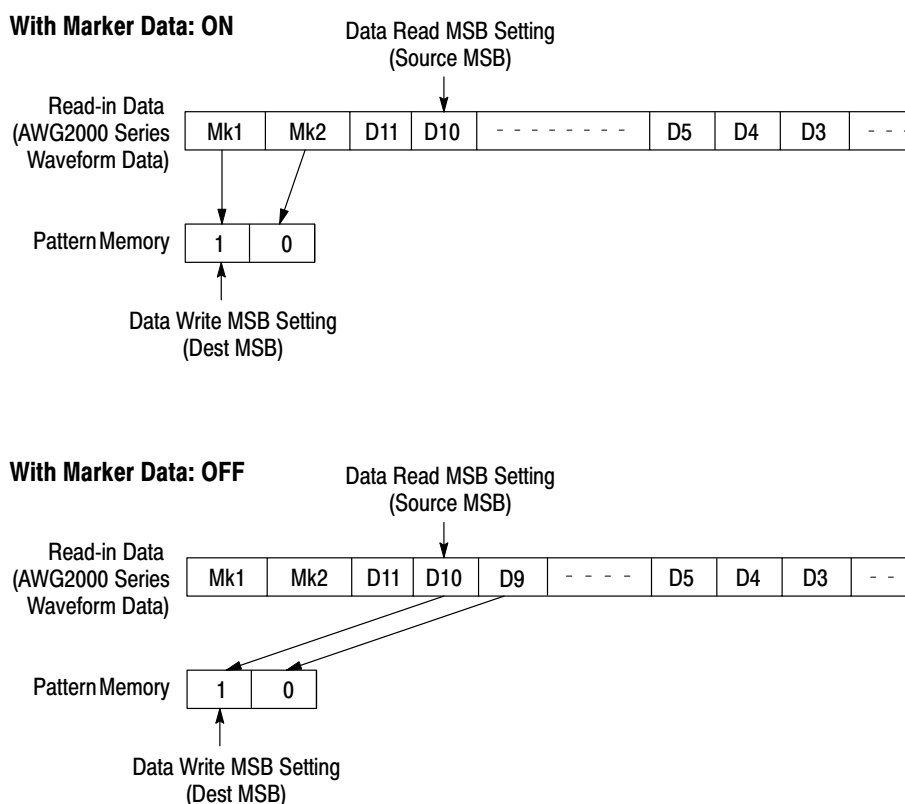 With Marker Data: ON
Data Read MSB Setting
(Source MSB)
Read-in Data
(AWG2000 Series
Waveform Data)
Mk1 Mk2 D11 D10 - - - - - - - - D5 D4 D3 - - -
Pattern Memory 1 0
Data Write MSB Setting
(Dest MSB)
With Marker Data: OFF
Data Read MSB Setting
(Source MSB)
Read-in Data
(AWG2000 Series
Waveform Data)
Mk1 Mk2 D11 D10 D9 - - - - D5 D4 D3 - -
Pattern Memory 1 0
Data Write MSB Setting
(Dest MSB)